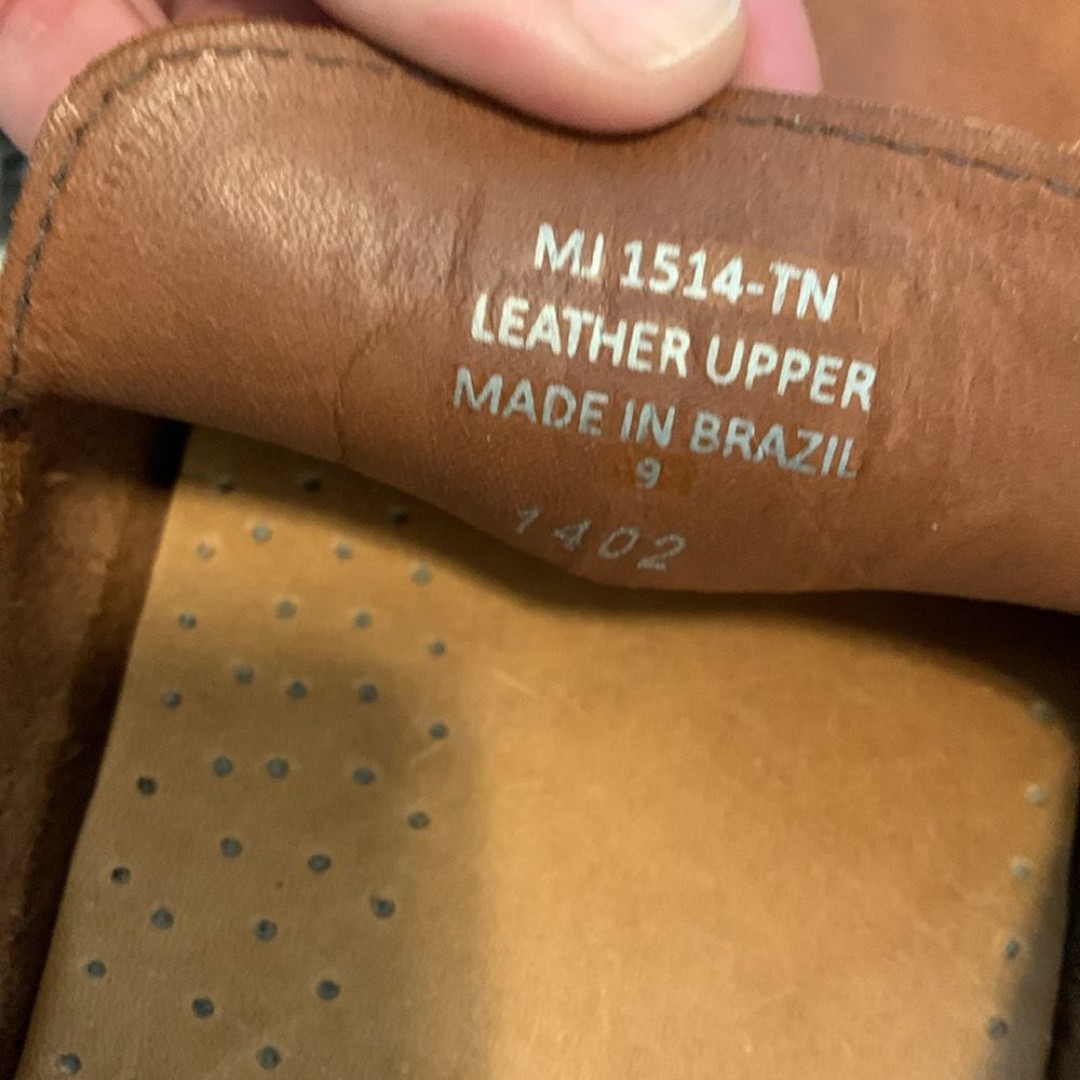 MJ 1514-TN
LEATHER UPPER
MADE IN BRAZIL
9
1402